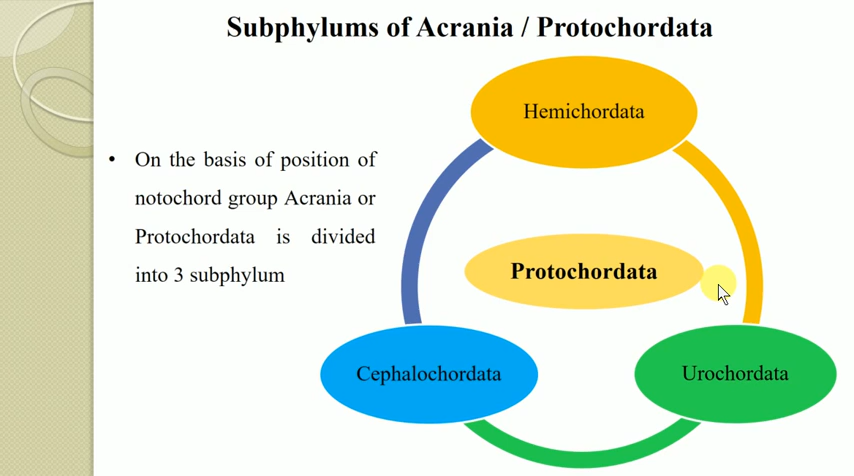 Subphylums of Acrania / Protochordata
• On the basis of position of
notochord group Acrania or
Protochordata is divided
into 3 subphylum
Hemichordata
Protochordata
Cephalochordata
Urochordata